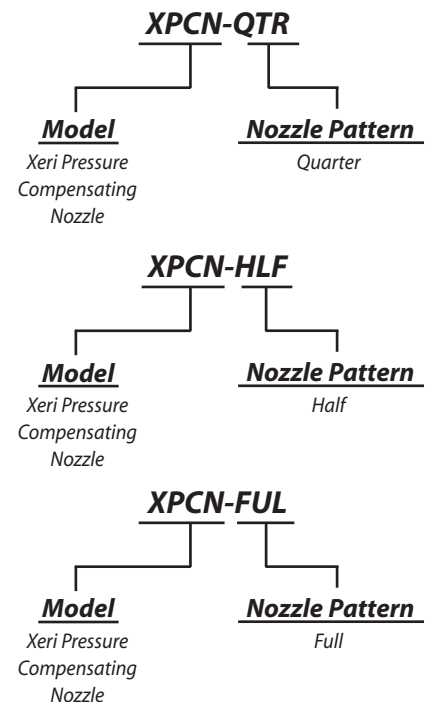 XPCN-QTR
Model
Xeri Pressure
Compensating
Nozzle
Nozzle Pattern
Quarter
XPCN-HLF
Model
Xeri Pressure
Compensating
Nozzle
Nozzle Pattern
Half
XPCN-FUL
Model
Xeri Pressure
Compensating
Nozzle
Nozzle Pattern
Full